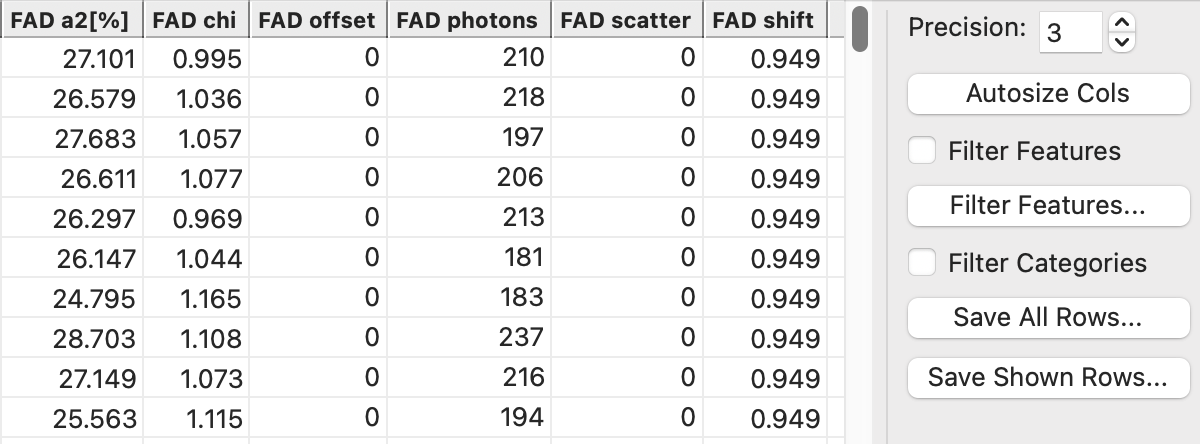 FAD a2[%] FAD chi FAD offset FAD photons FAD scatter FAD shift
27.101 0.995 0 210 0 0.949
26.579 1.036 0 218 0 0.949
27.683 1.057 0 197 0 0.949
26.611 1.077 0 206 0 0.949
26.297 0.969 0 213 0 0.949
26.147 1.044 0 181 0 0.949
24.795 1.165 0 183 0 0.949
28.703 1.108 0 237 0 0.949
27.149 1.073 0 216 0 0.949
25.563 1.115 0 194 0 0.949
Precision: 3
Autosize Cols
Filter Features
Filter Features...
Filter Categories
Save All Rows...
Save Shown Rows...